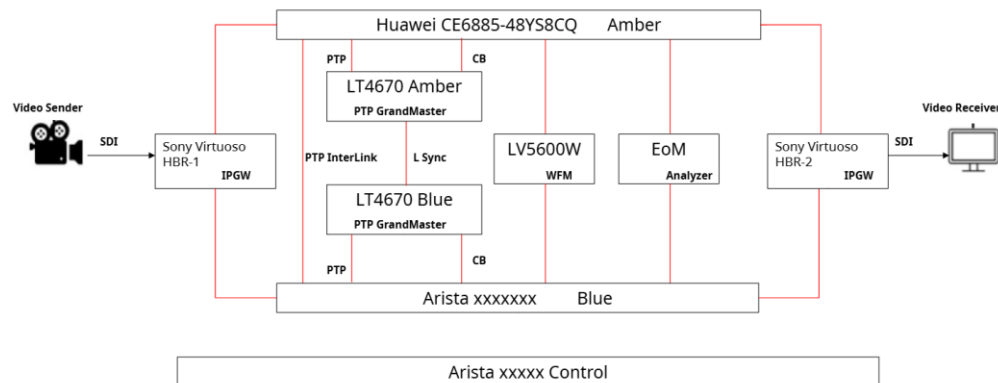 Huawei CE6885-48YS8CQ Amber
PTP
CB
LT4670 Amber
PTP GrandMaster
Video Sender
SDI
Sony Virtuoso
HBR-1
IPGW
PTP InterLink
L Sync
LV5600W
WFM
EoM
Analyzer
Sony Virtuoso
HBR-2
IPGW
SDI
Video Receiver
LT4670 Blue
PTP GrandMaster
PTP
CB
Arista xxxxxxx Blue
Arista xxxxx Control